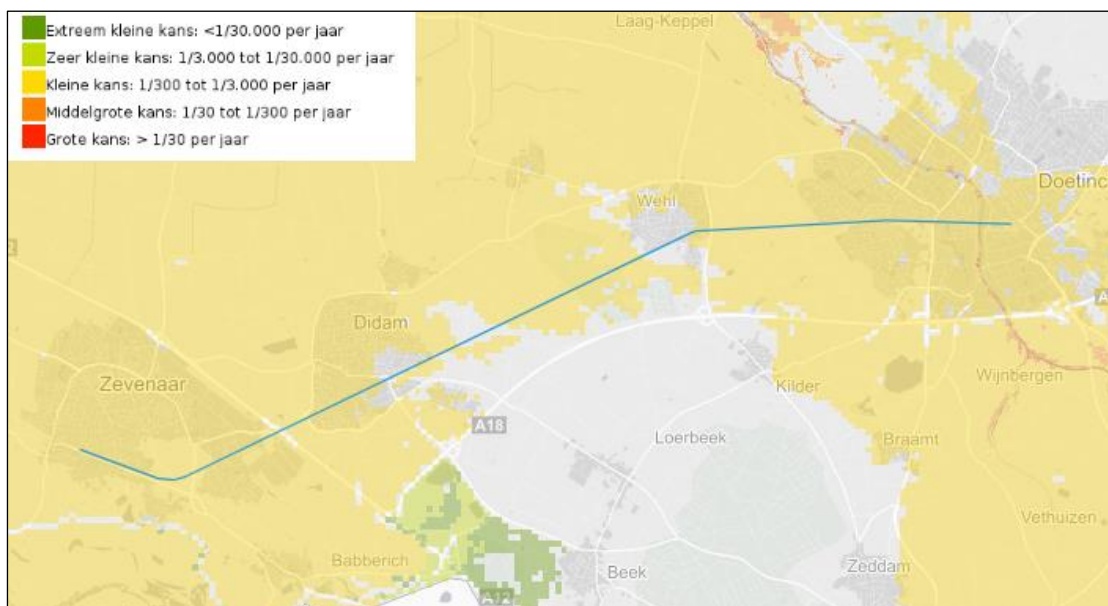 Extreem kleine kans: <1/30.000 per jaar
Zeer kleine kans: 1/3.000 tot 1/30.000 per jaar
Kleine kans: 1/300 tot 1/3.000 per jaar
Middelgrote kans: 1/30 tot 1/300 per jaar
Grote kans: > 1/30 per jaar
Laag-Keppel
Doetinc
Wehl
Didam
Zevenaar
Wijnbergen
Kilder
A18
Loerbeek
Braamt
Vethuizen
Babberich
Beek
Zeddam
A12